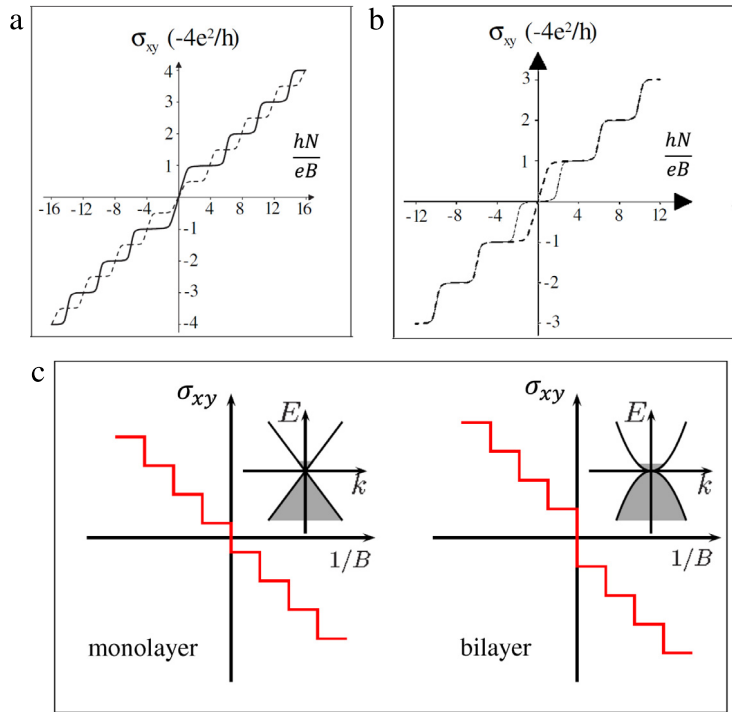 a
σxy (-4e²/h)
4
3
2
1
hN
eB
-16 -12 -8 -4 4 8 12 16
-1
-2
-3
-4
b
σxy (-4e²/h)
3
2
1
hN
eB
0
-12 -8 -4 0 4 8 12
-1
-2
-3
c
σxy
E
k
1/B
monolayer
σxy
E
k
1/B
bilayer